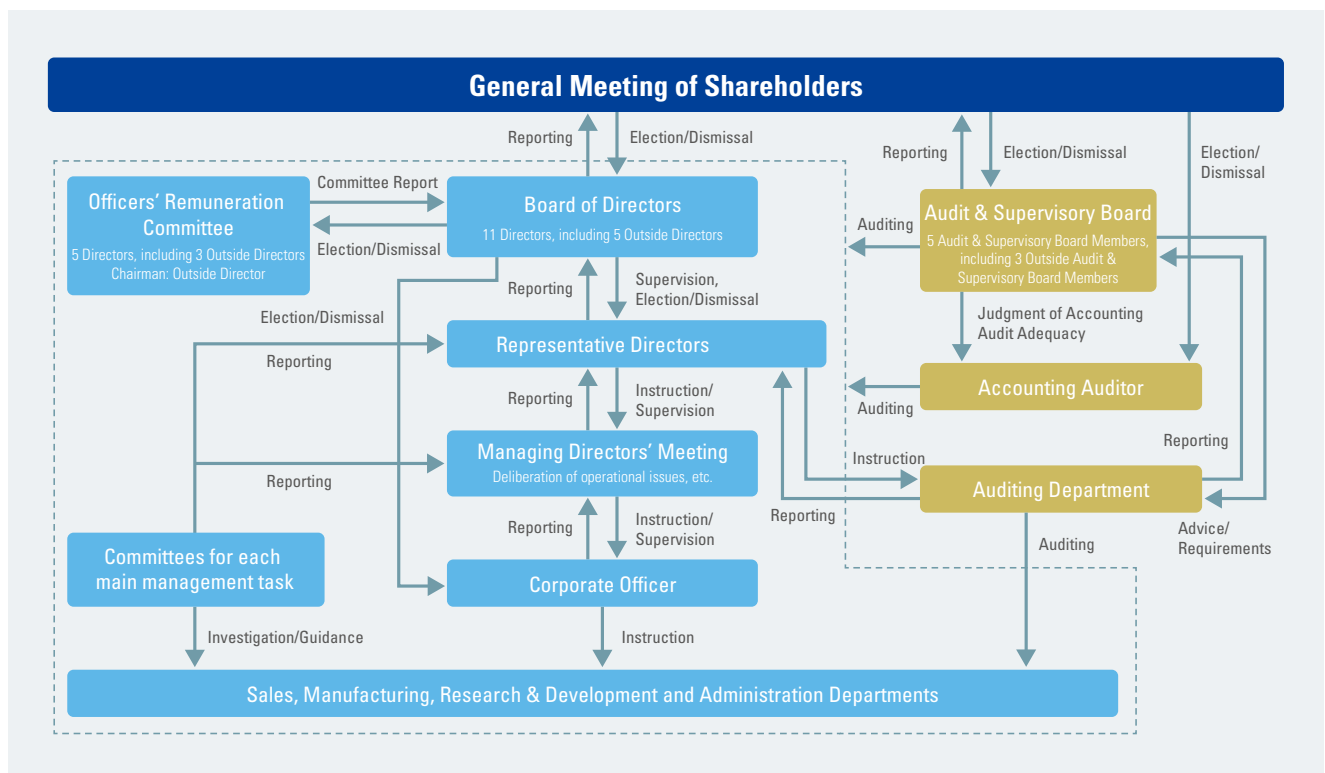 General Meeting of Shareholders
Reporting
Election/Dismissal
Reporting
Election/Dismissal
Election/
Dismissal
Officers’ Remuneration
Committee
5 Directors, including 3 Outside Directors
Chairman: Outside Director
Committee Report
Election/Dismissal
Board of Directors
11 Directors, including 5 Outside Directors
Auditing
Audit & Supervisory Board
5 Audit & Supervisory Board Members,
including 3 Outside Audit &
Supervisory Board Members
Reporting
Supervision,
Election/Dismissal
Election/Dismissal
Judgment of Accounting
Audit Adequacy
Reporting
Representative Directors
Accounting Auditor
Auditing
Reporting
Instruction/
Supervision
Reporting
Managing Directors’ Meeting
Deliberation of operational issues, etc.
Instruction
Reporting
Auditing Department
Reporting
Reporting
Instruction/
Supervision
Auditing
Advice/
Requirements
Committees for each
main management task
Corporate Officer
Investigation/Guidance
Instruction
Sales, Manufacturing, Research & Development and Administration Departments